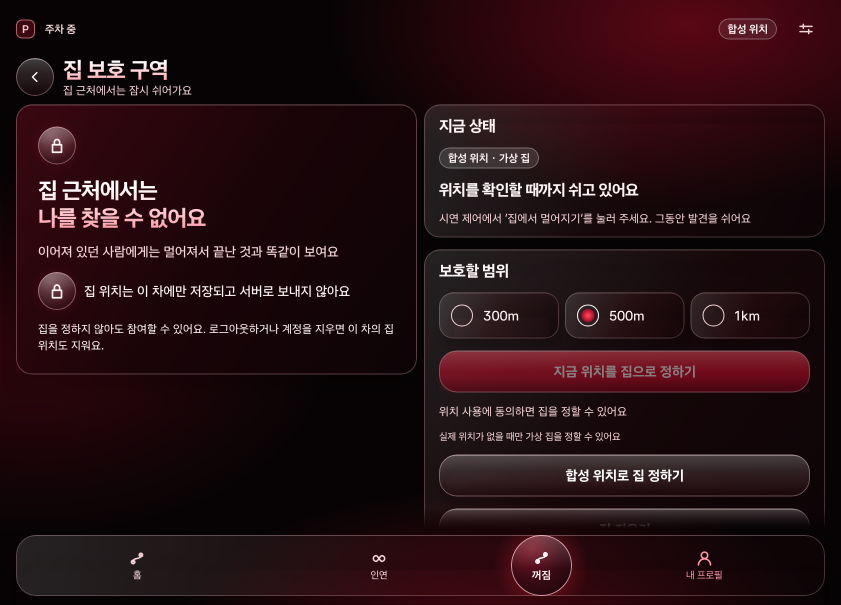 P 주차 중
합성 위치
집 보호 구역
집 근처에서는 잠시 쉬어가요
집 근처에서는
나를 찾을 수 없어요
이어져 있던 사람에게는 멀어져서 끝난 것과 똑같이 보여요
집 위치는 이 차에만 저장되고 서버로 보내지 않아요
집을 정하지 않아도 참여할 수 있어요. 로그아웃하거나 계정을 지우면 이 차의 집
위치도 지워요.
지금 상태
합성 위치 · 가상 집
위치를 확인할 때까지 쉬고 있어요
시연 제어에서 '집에서 멀어지기'를 눌러 주세요. 그동안 발견을 쉬어요
보호할 범위
300m
500m
1km
지금 위치를 집으로 정하기
위치 사용에 동의하면 집을 정할 수 있어요
실제 위치가 없을 때만 가상 집을 정할 수 있어요
합성 위치로 집 정하기
홈
인연
꺼짐
내 프로필